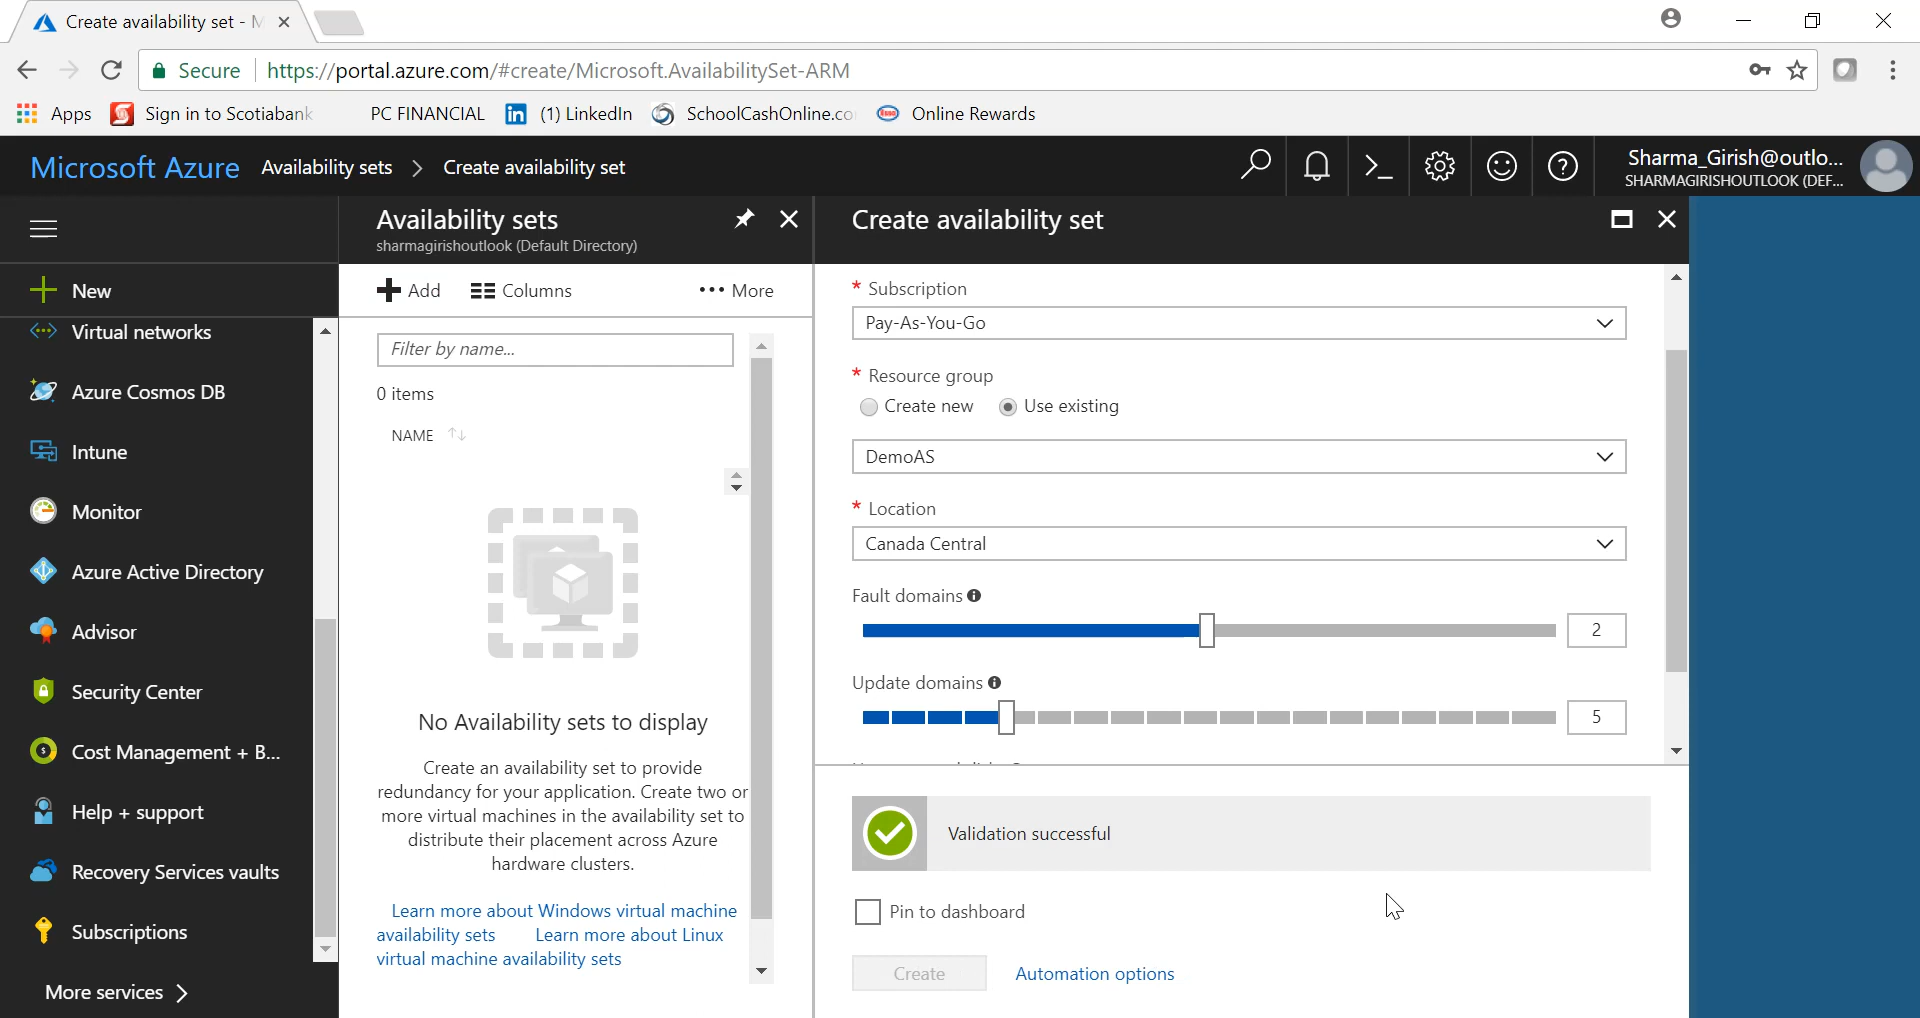 Create availability set - M
Secure
https://portal.azure.com/#create/Microsoft.AvailabilitySet-ARM
Apps
Sign in to Scotiabank
PC FINANCIAL
(1) LinkedIn
SchoolCashOnline.co
Esso
Online Rewards
Microsoft Azure
Availability sets
Create availability set
Sharma_Girish@outlo...
SHARMAGIRISHOUTLOOK (DEF...
New
Virtual networks
Azure Cosmos DB
Intune
Monitor
Azure Active Directory
Advisor
Security Center
Cost Management + B...
Help + support
Recovery Services vaults
Subscriptions
More services
Availability sets
sharmagirishoutlook (Default Directory)
Add
Columns
More
Filter by name...
0 items
NAME
No Availability sets to display
Create an availability set to provide
redundancy for your application. Create two or
more virtual machines in the availability set to
distribute their placement across Azure
hardware clusters.
Learn more about Windows virtual machine
availability sets Learn more about Linux
virtual machine availability sets
Create availability set
* Subscription
Pay-As-You-Go
* Resource group
Create new
Use existing
DemoAS
* Location
Canada Central
Fault domains
2
Update domains
5
Validation successful
Pin to dashboard
Create
Automation options